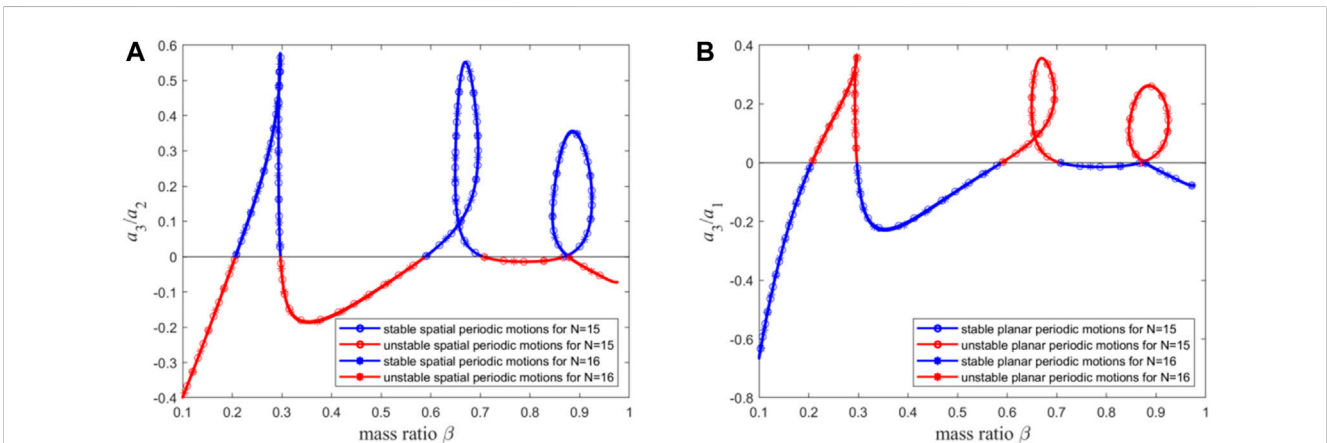 A
0.6
0.5
0.4
0.3
0.2
0.1
0
-0.1
-0.2
-0.3
-0.4
a3/a2
stable spatial periodic motions for N=15
unstable spatial periodic motions for N=15
stable spatial periodic motions for N=16
unstable spatial periodic motions for N=16
0.1 0.2 0.3 0.4 0.5 0.6 0.7 0.8 0.9 1
mass ratio β
B
0.4
0.2
0
-0.2
-0.4
-0.6
-0.8
a3/a1
stable planar periodic motions for N=15
unstable planar periodic motions for N=15
stable planar periodic motions for N=16
unstable planar periodic motions for N=16
0.1 0.2 0.3 0.4 0.5 0.6 0.7 0.8 0.9 1
mass ratio β